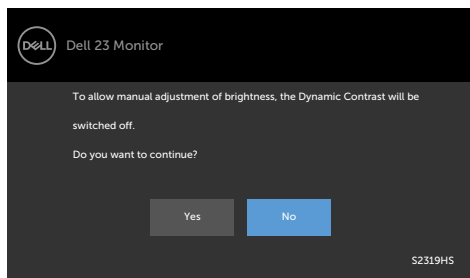 DELL
Dell 23 Monitor
To allow manual adjustment of brightness, the Dynamic Contrast will be
switched off.
Do you want to continue?
Yes
No
S2319HS